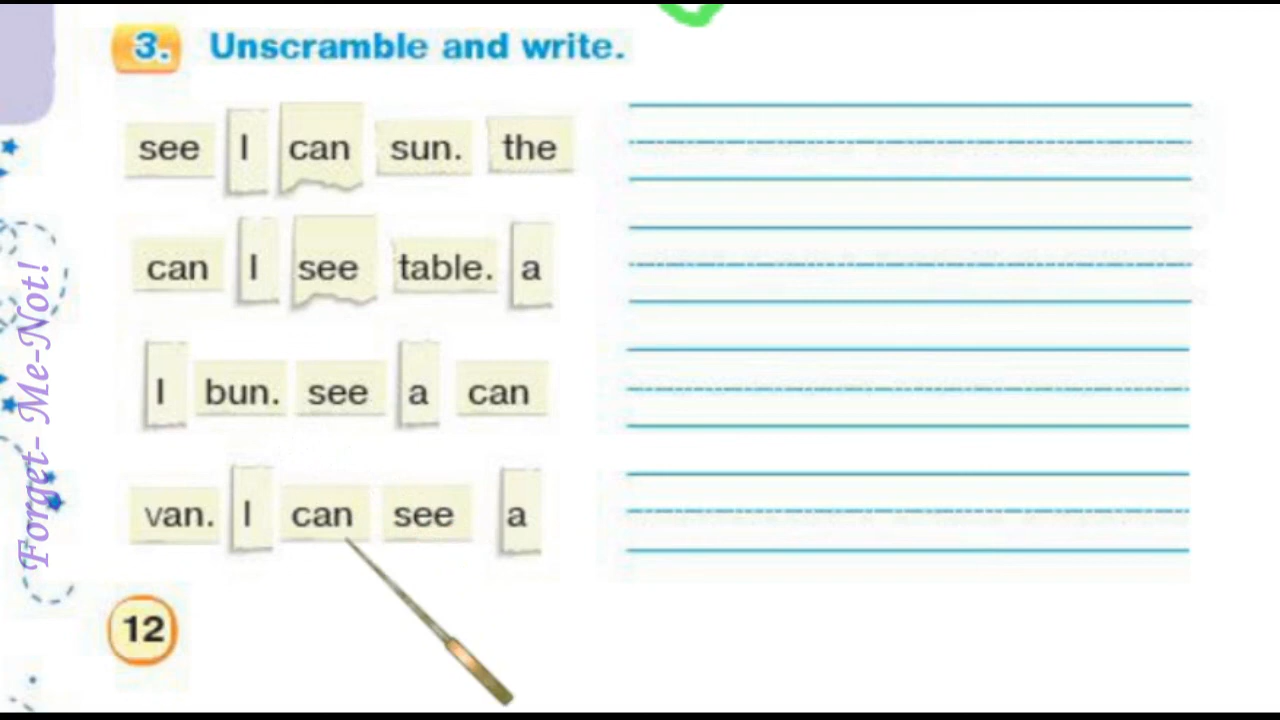 3. Unscramble and write.
see I can sun. the
can I see table. a
I bun. see a can
van. I can see a
12
Forget- Me-Not!